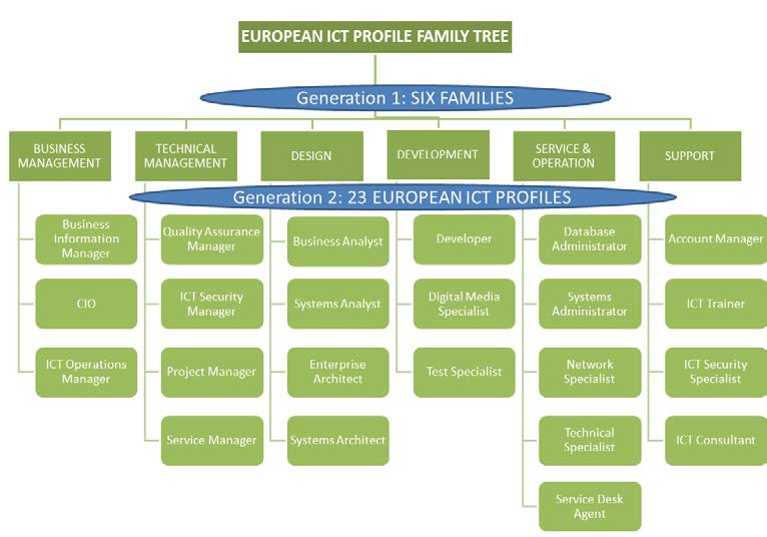 EUROPEAN ICT PROFILE FAMILY TREE
Generation 1: SIX FAMILIES
BUSINESS
MANAGEMENT
TECHNICAL
MANAGEMENT
DESIGN
DEVELOPMENT
SERVICE &
OPERATION
SUPPORT
Generation 2: 23 EUROPEAN ICT PROFILES
Business
Information
Manager
CIO
ICT Operations
Manager
Quality Assurance
Manager
ICT Security
Manager
Project Manager
Service Manager
Business Analyst
Systems Analyst
Enterprise
Architect
Systems Architect
Developer
Digital Media
Specialist
Test Specialist
Database
Administrator
Systems
Administrator
Network
Specialist
Technical
Specialist
Service Desk
Agent
Account Manager
ICT Trainer
ICT Security
Specialist
ICT Consultant